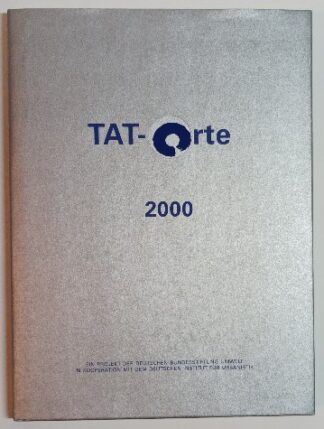 TAT-Orte
2000
EIN PROJEKT DER DEUTSCHEN BUNDESSTIFTUNG UMWELT
IN KOOPERATION MIT DEM DEUTSCHEN INSTITUT FÜR URBANISTIK